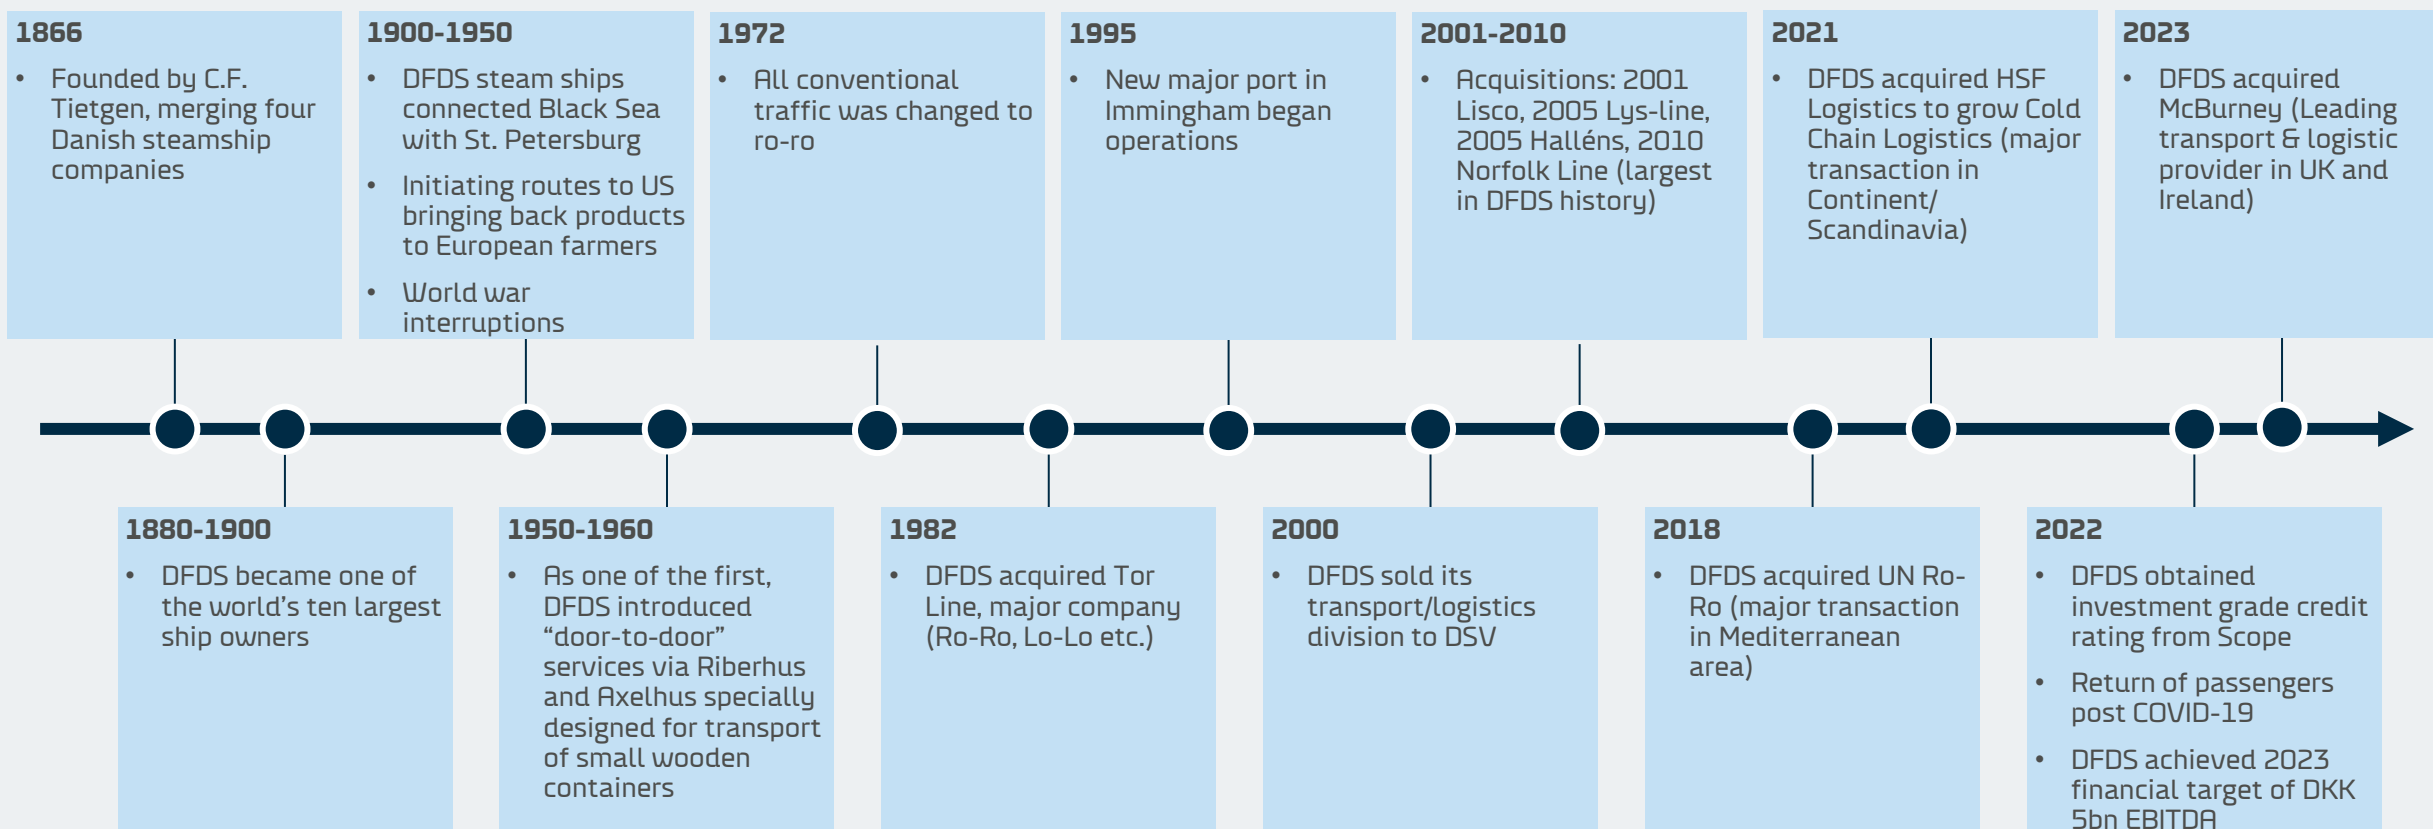 1866
• Founded by C.F.
Tietgen, merging four
Danish steamship
companies
1900-1950
• DFDS steam ships
connected Black Sea
with St. Petersburg
• Initiating routes to US
bringing back products
to European farmers
• World war
interruptions
1972
• All conventional
traffic was changed to
ro-ro
1995
• New major port in
Immingham began
operations
2001-2010
• Acquisitions: 2001
Lisco, 2005 Lys-line,
2005 Halléns, 2010
Norfolk Line (largest
in DFDS history)
2021
• DFDS acquired HSF
Logistics to grow Cold
Chain Logistics (major
transaction in
Continent/
Scandinavia)
2023
• DFDS acquired
McBurney (Leading
transport & logistic
provider in UK and
Ireland)
1880-1900
• DFDS became one of
the world's ten largest
ship owners
1950-1960
• As one of the first,
DFDS introduced
“door-to-door”
services via Riberhus
and Axelhus specially
designed for transport
of small wooden
containers
1982
• DFDS acquired Tor
Line, major company
(Ro-Ro, Lo-Lo etc.)
2000
• DFDS sold its
transport/logistics
division to DSV
2018
• DFDS acquired UN Ro-
Ro (major transaction
in Mediterranean
area)
2022
• DFDS obtained
investment grade credit
rating from Scope
• Return of passengers
post COVID-19
• DFDS achieved 2023
financial target of DKK
5bn EBITDA